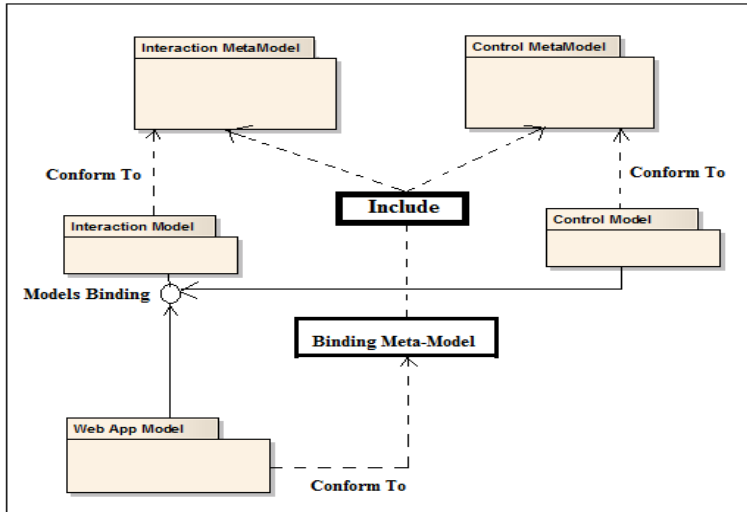 Interaction MetaModel
Control MetaModel
Conform To
Conform To
Include
Interaction Model
Control Model
Models Binding
Binding Meta-Model
Web App Model
Conform To